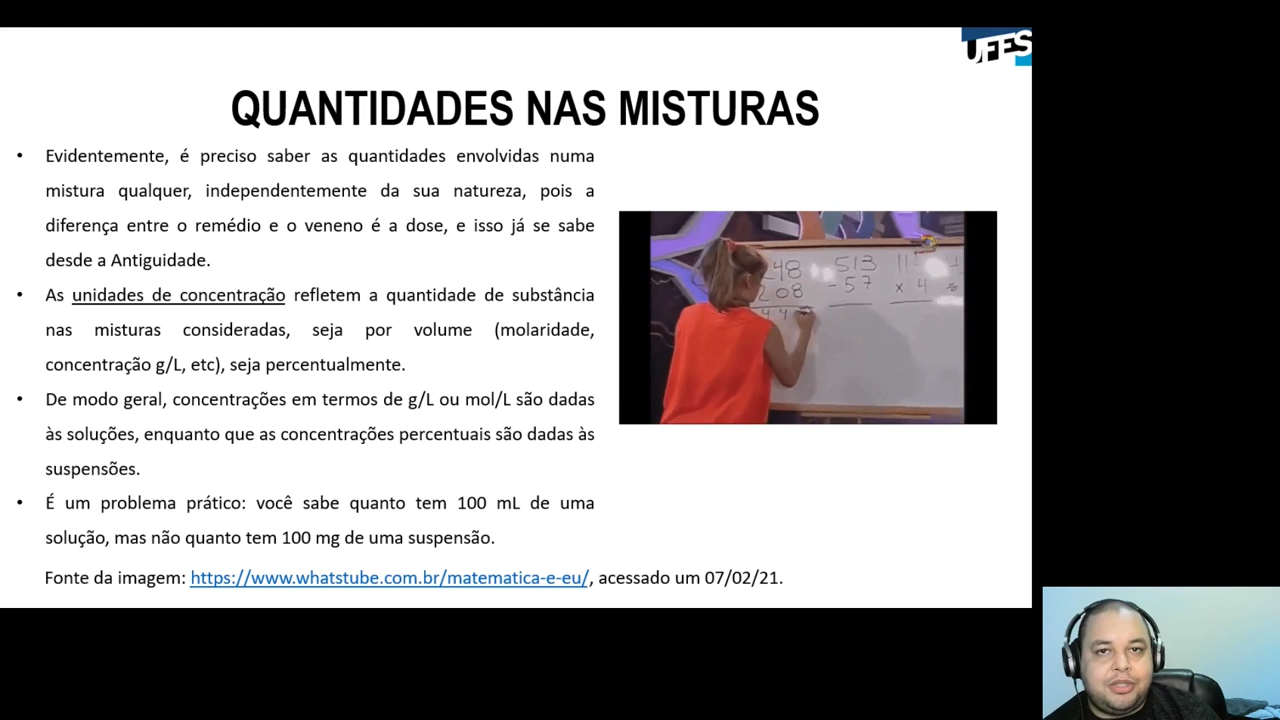 UFES
QUANTIDADES NAS MISTURAS
• Evidentemente, é preciso saber as quantidades envolvidas numa
mistura qualquer, independentemente da sua natureza, pois a
diferença entre o remédio e o veneno é a dose, e isso já se sabe
desde a Antiguidade.
• As unidades de concentração refletem a quantidade de substância
nas misturas consideradas, seja por volume (molaridade,
concentração g/L, etc), seja percentualmente.
• De modo geral, concentrações em termos de g/L ou mol/L são dadas
às soluções, enquanto que as concentrações percentuais são dadas às
suspensões.
• É um problema prático: você sabe quanto tem 100 mL de uma
solução, mas não quanto tem 100 mg de uma suspensão.
248 513
208 - 57 x 4
44
Fonte da imagem: https://www.whatstube.com.br/matematica-e-eu/, acessado um 07/02/21.